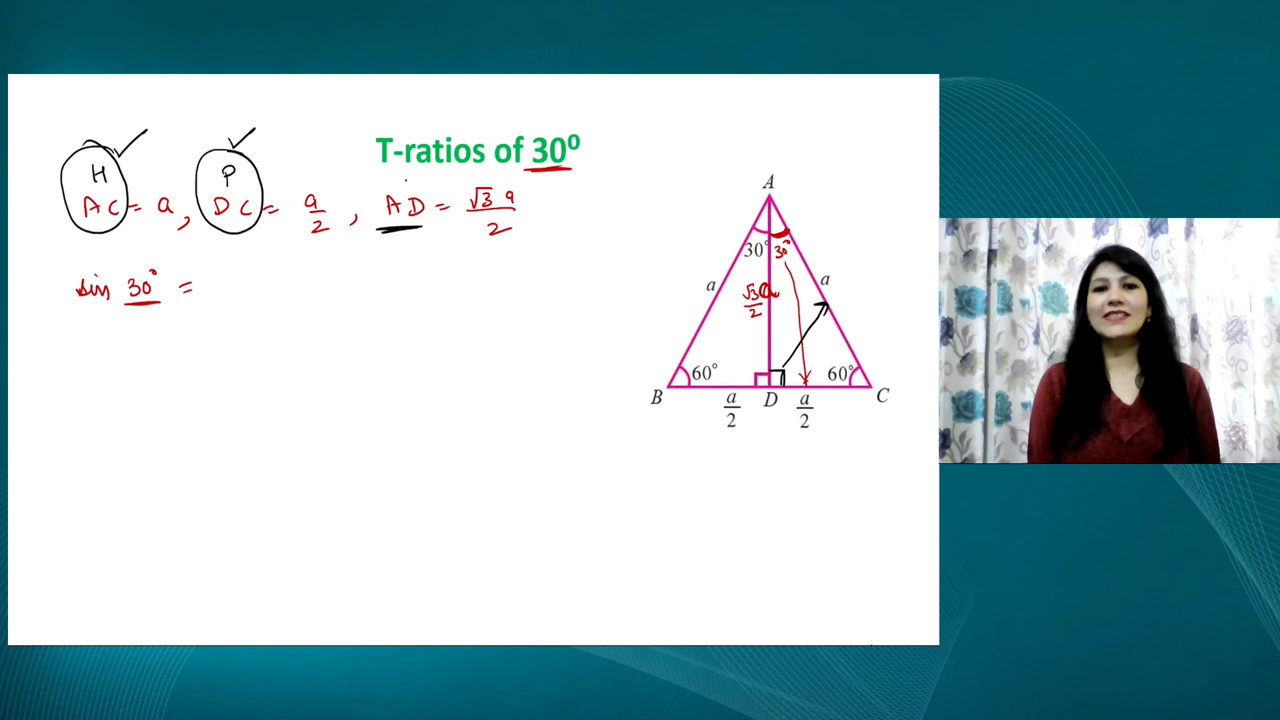 T-ratios of 30⁰
H P
AC = a, DC = a/2, AD = √3 a/2
sin 30° =
A
30° 30°
a √3a/2 a
60° 60°
B a/2 D a/2 C